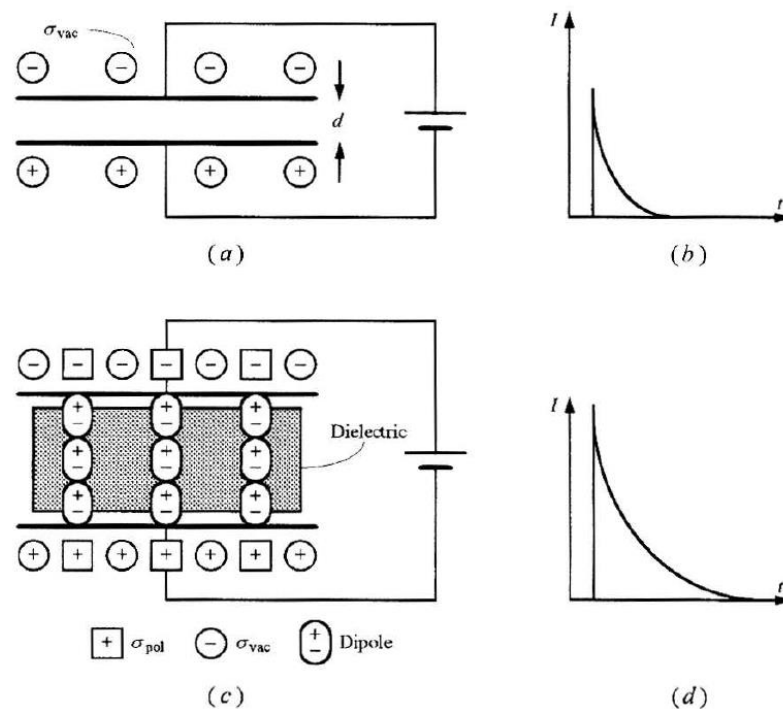 σvac
− − − −
d
+ + + +
(a)
I
t
(b)
− − − − − − −
+ + +
− − −
+ + +
− − −
Dielectric
+ + +
− − −
+ + + + + + +
+ σpol − σvac + − Dipole
(c)
I
t
(d)